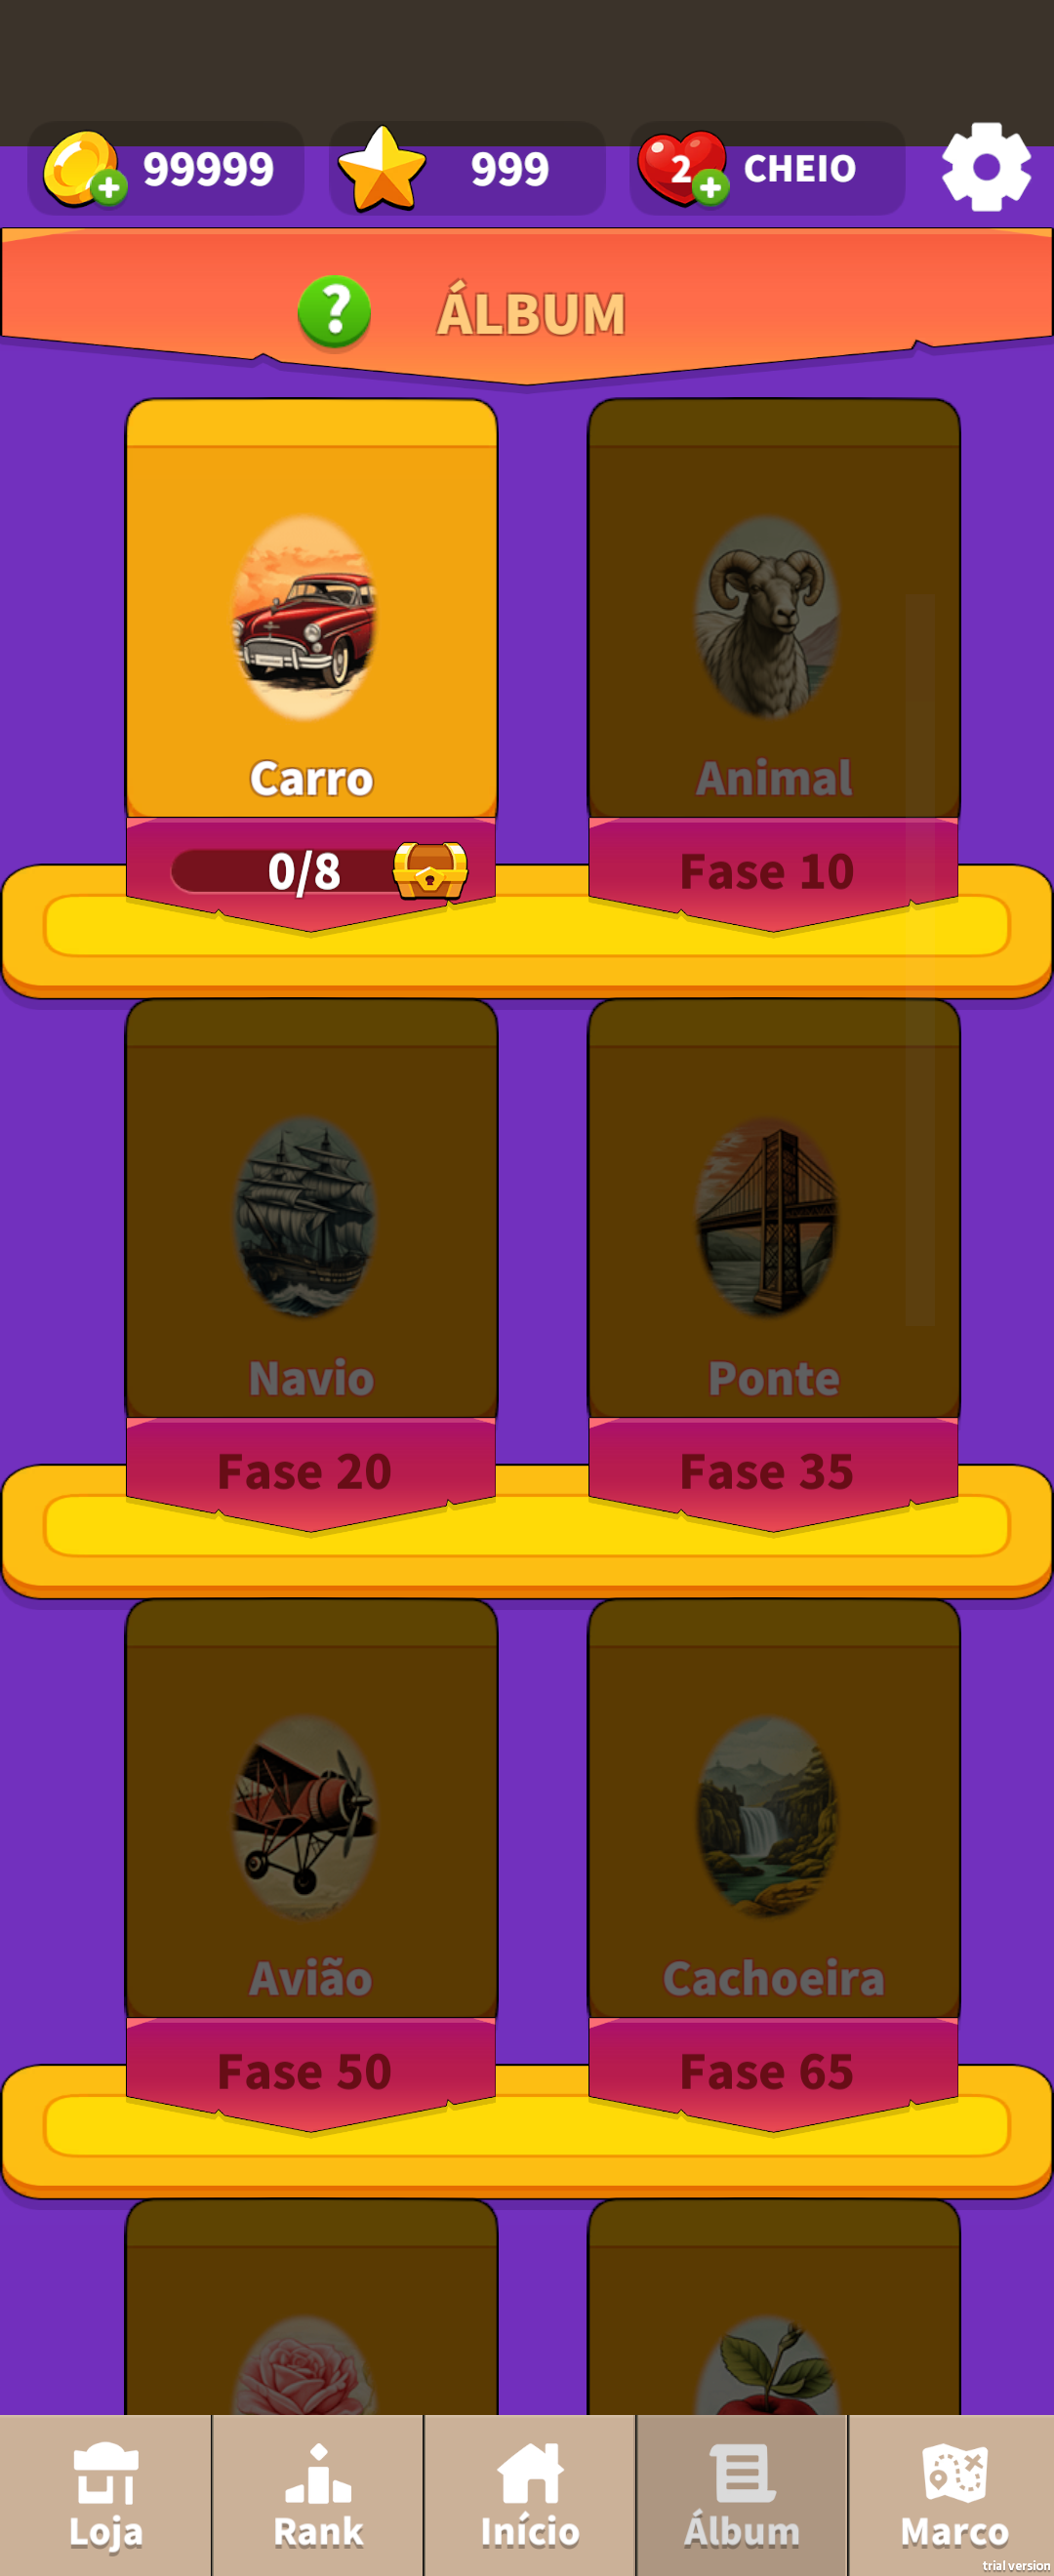 99999
999
2
CHEIO
?
ÁLBUM
Carro
Animal
0/8
Fase 10
Navio
Ponte
Fase 20
Fase 35
Avião
Cachoeira
Fase 50
Fase 65
Loja
Rank
Início
Álbum
Marco
trial version